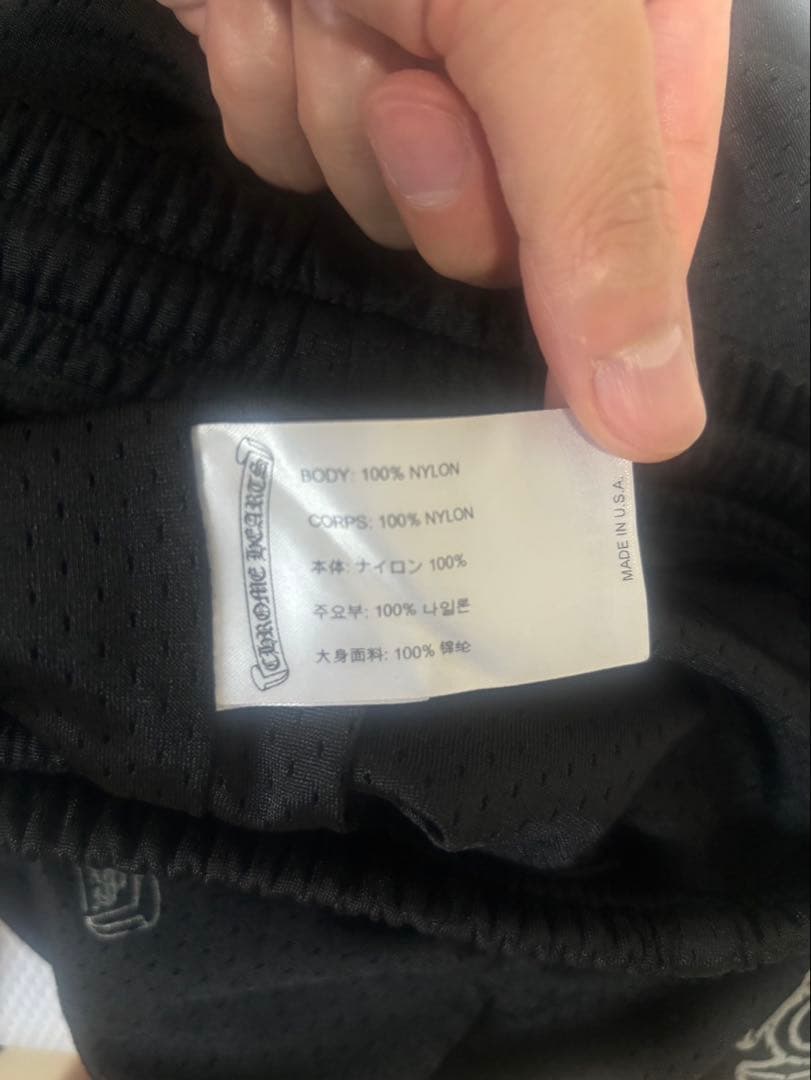 CHROME HEARTS
BODY: 100% NYLON
CORPS: 100% NYLON
本体: ナイロン 100%
주요부: 100% 나일론
大身面料: 100% 锦纶
MADE IN U.S.A.